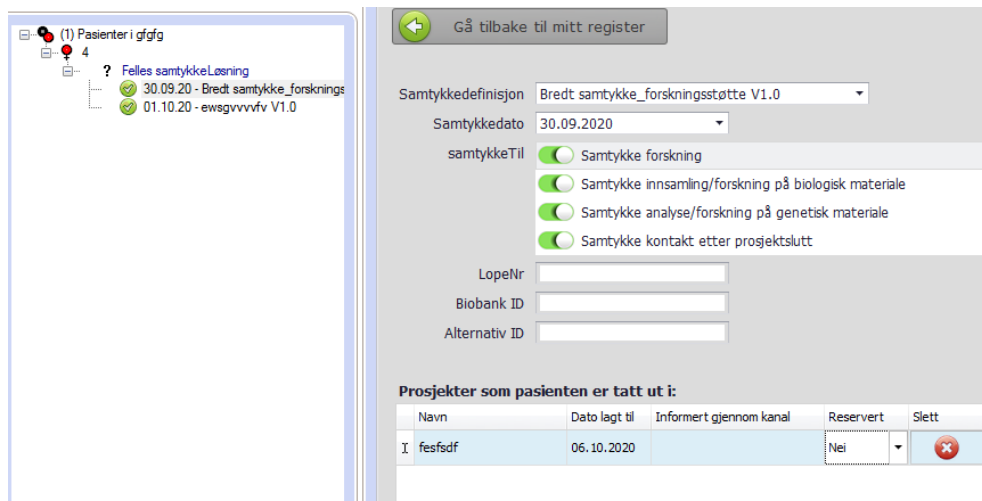 (1) Pasienter i gfgfg
4
? Felles samtykkeLøsning
30.09.20 - Bredt samtykke_forsknings
01.10.20 - ewsgvvvvfv V1.0
Gå tilbake til mitt register
Samtykkedefinisjon Bredt samtykke_forskningsstøtte V1.0
Samtykkedato 30.09.2020
samtykkeTil Samtykke forskning
Samtykke innsamling/forskning på biologisk materiale
Samtykke analyse/forskning på genetisk materiale
Samtykke kontakt etter prosjektslutt
LopeNr
Biobank ID
Alternativ ID
Prosjekter som pasienten er tatt ut i:
Navn Dato lagt til Informert gjennom kanal Reservert Slett
fesfsdf 06.10.2020 Nei